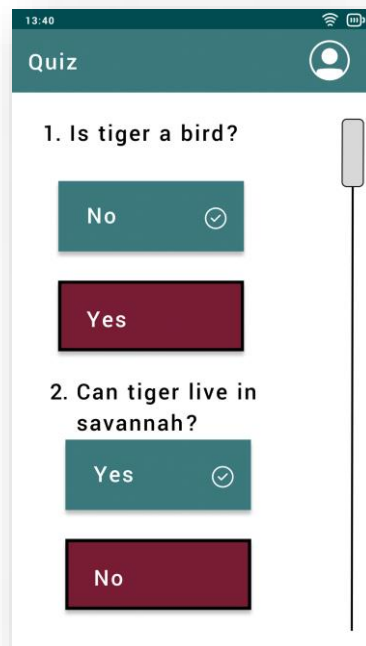 13:40
Quiz
1. Is tiger a bird?
No
Yes
2. Can tiger live in
savannah?
Yes
No